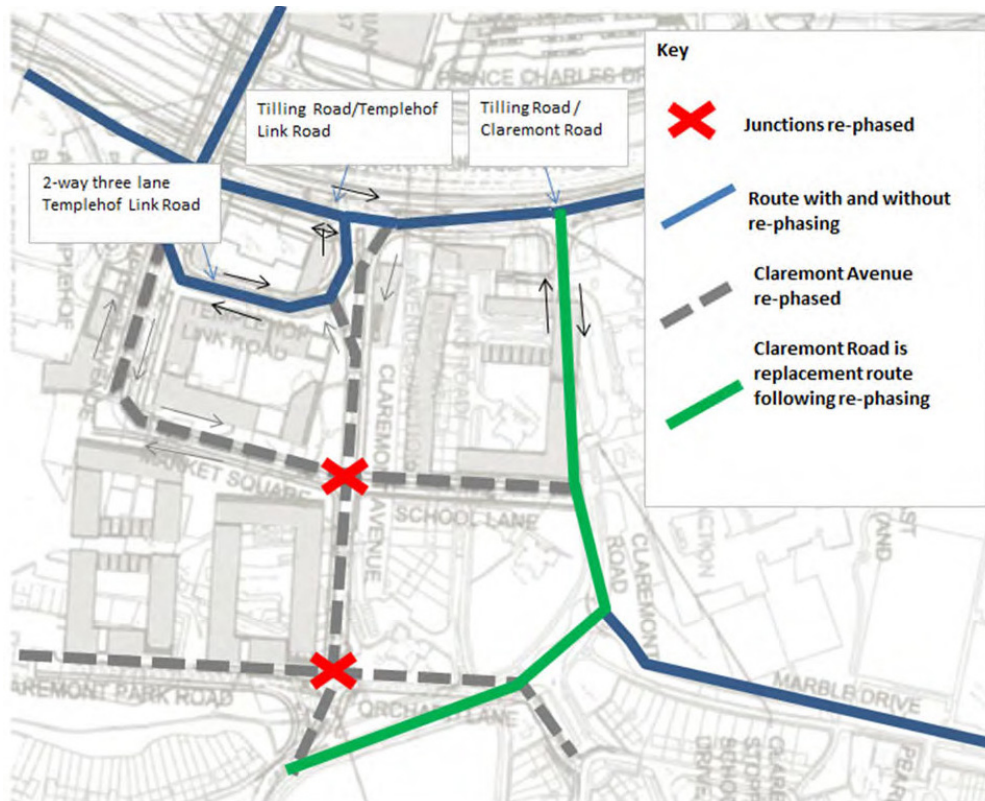 Key
Junctions re-phased
Route with and without
re-phasing
Claremont Avenue
re-phased
Claremont Road is
replacement route
following re-phasing
Tilling Road/Templehof
Link Road
Tilling Road /
Claremont Road
2-way three lane
Templehof Link Road
PRINCE CHARLES DR
TEMPLEHOF
LINK ROAD
MARKET SQUARE
CLAREMONT
AVENUE
SCHOOL LANE
CLAREMONT
ROAD
MARBLE DRIVE
AREMONT PARK ROAD
ORCHARD LANE